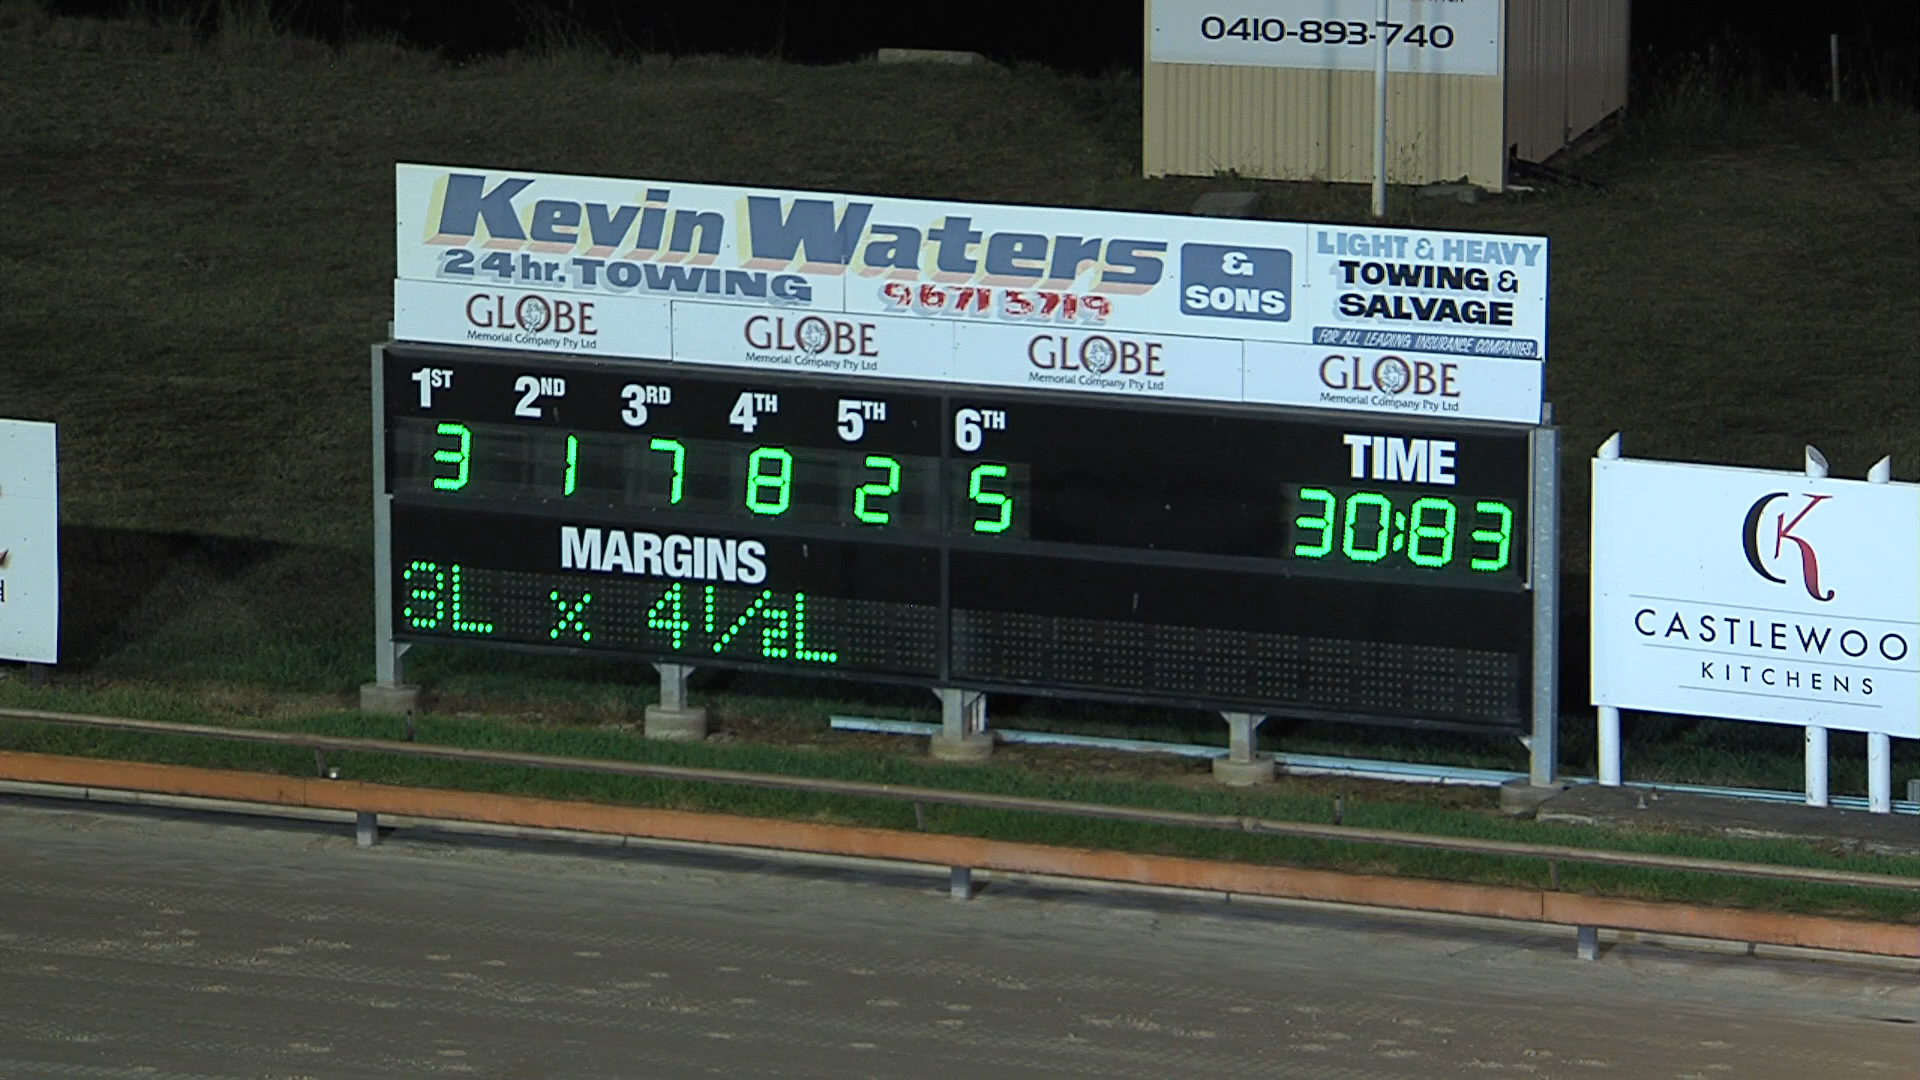 0410-893-740
Kevin Waters
& SONS
24hr. TOWING
9671 5719
LIGHT & HEAVY
TOWING &
SALVAGE
FOR ALL LEADING INSURANCE COMPANIES.
GLOBE
Memorial Company Pty Ltd
GLOBE
Memorial Company Pty Ltd
GLOBE
Memorial Company Pty Ltd
GLOBE
Memorial Company Pty Ltd
1ST 2ND 3RD 4TH 5TH 6TH TIME
3 1 7 8 2 5 30:83
MARGINS
3L x 4½L
CK
CASTLEWOO
KITCHENS